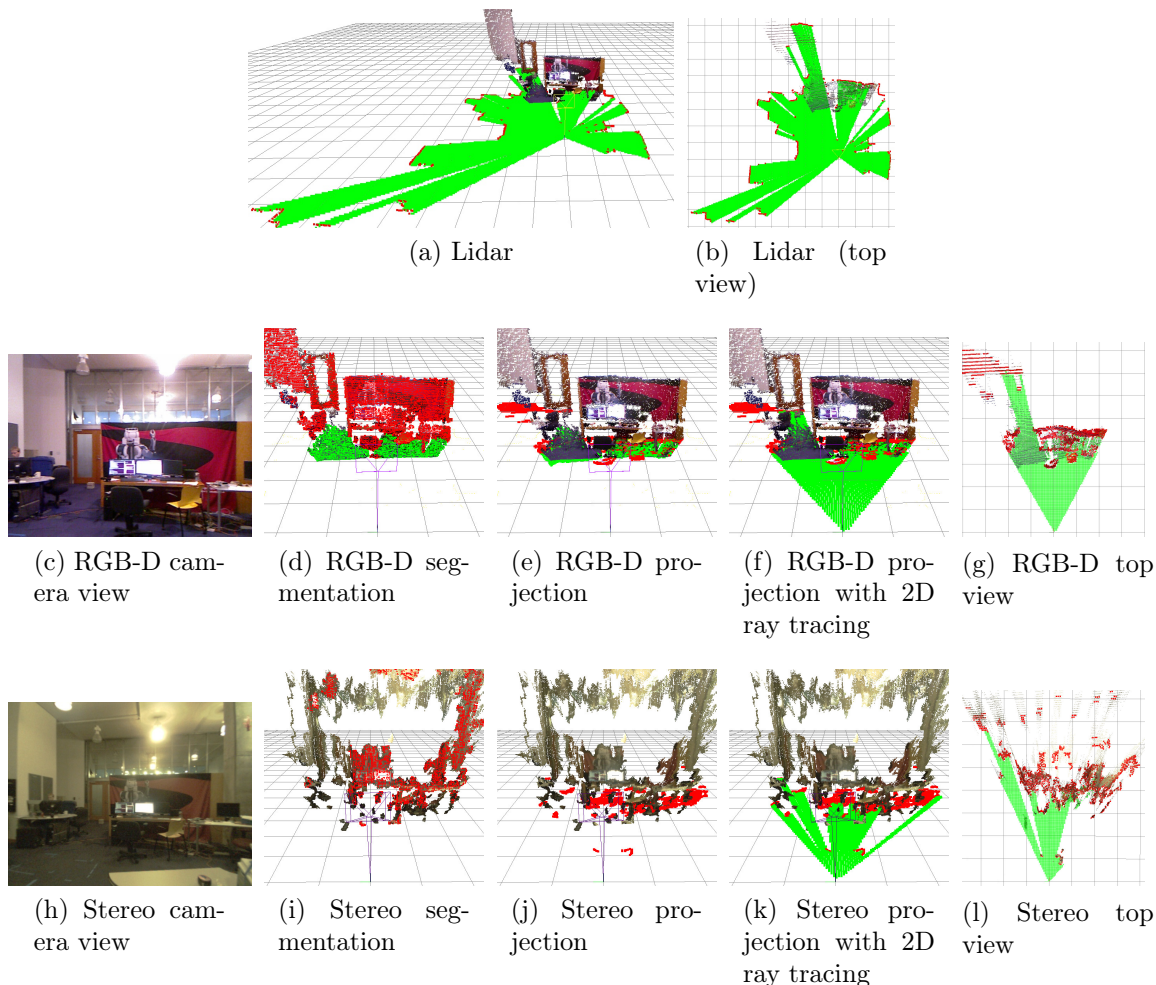 (a) Lidar
(b) Lidar (top
view)
(c) RGB-D cam-
era view
(d) RGB-D seg-
mentation
(e) RGB-D pro-
jection
(f) RGB-D pro-
jection with 2D
ray tracing
(g) RGB-D top
view
(h) Stereo cam-
era view
(i) Stereo seg-
mentation
(j) Stereo pro-
jection
(k) Stereo pro-
jection with 2D
ray tracing
(l) Stereo top
view